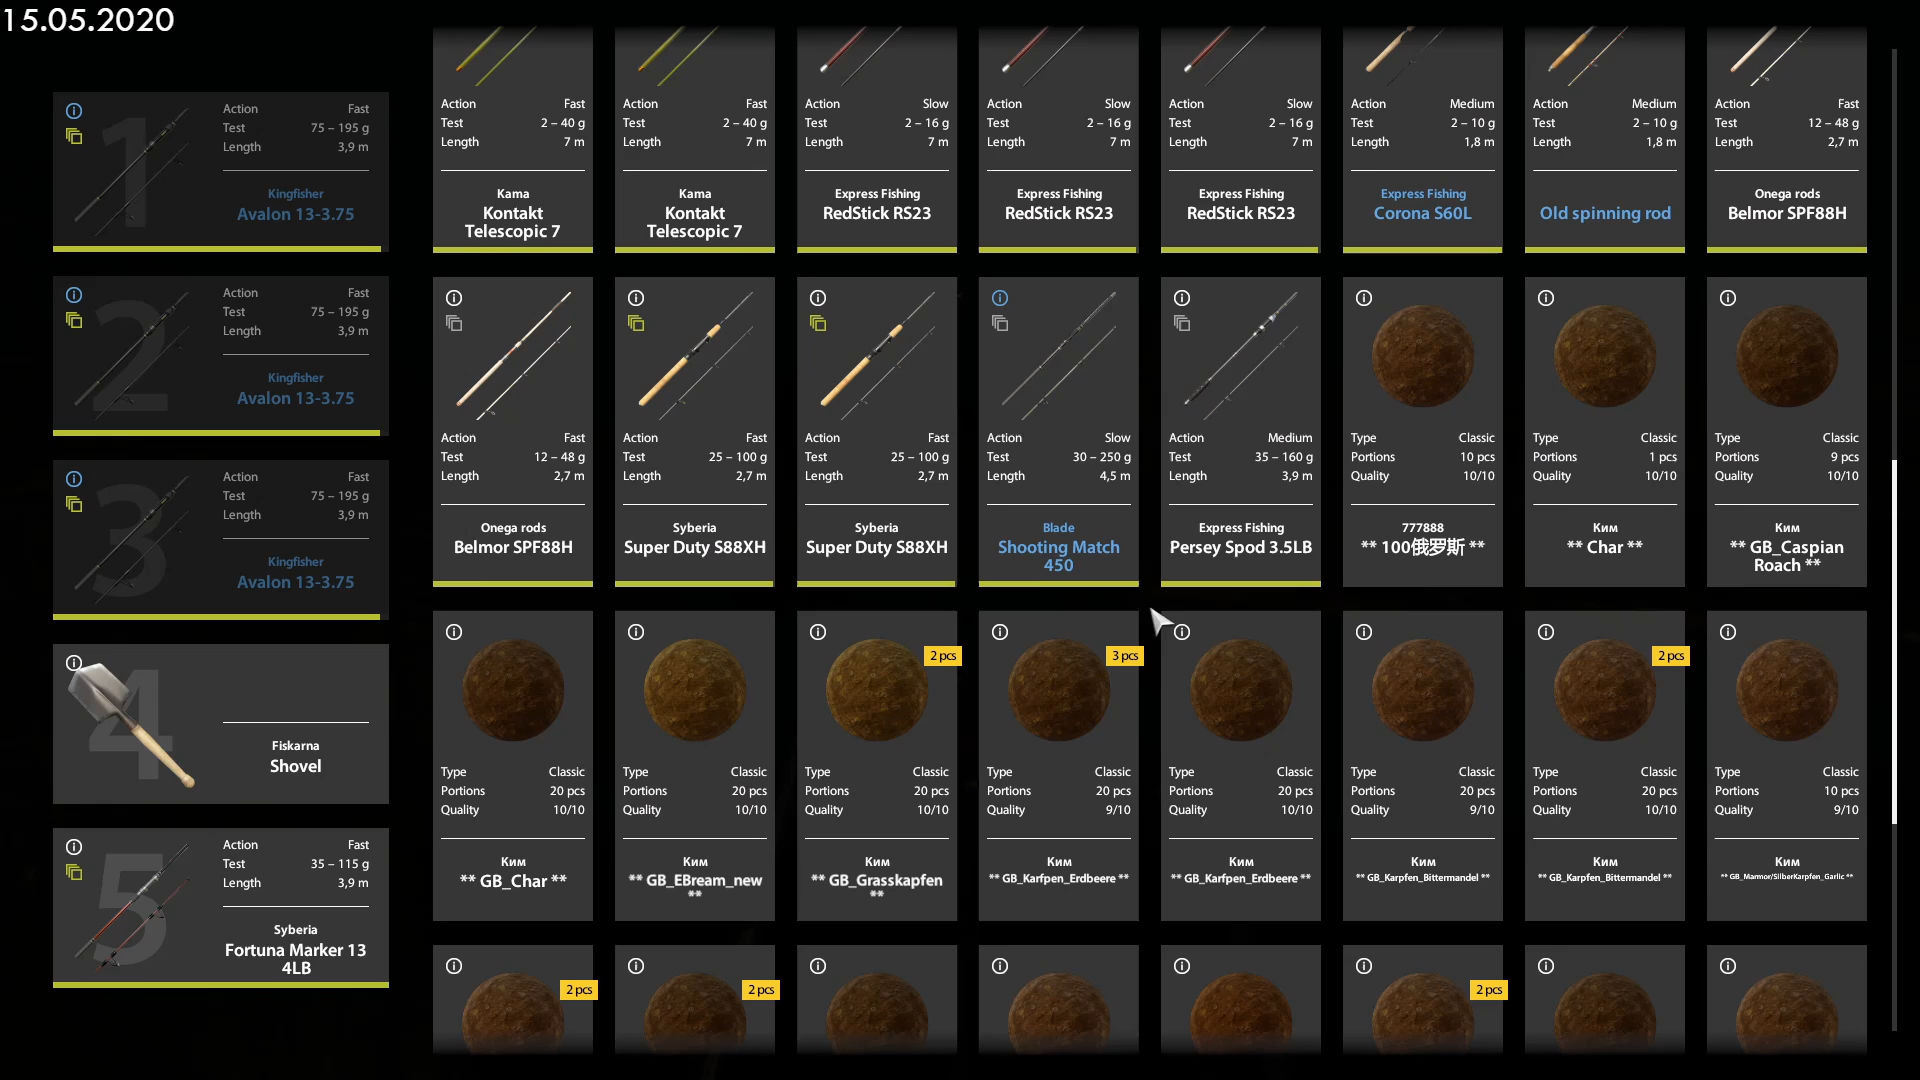 15.05.2020
1
Action Fast
Test 75 – 195 g
Length 3,9 m
Kingfisher
Avalon 13-3.75
2
Action Fast
Test 75 – 195 g
Length 3,9 m
Kingfisher
Avalon 13-3.75
3
Action Fast
Test 75 – 195 g
Length 3,9 m
Kingfisher
Avalon 13-3.75
4
Fiskarna
Shovel
5
Action Fast
Test 35 – 115 g
Length 3,9 m
Syberia
Fortuna Marker 13
4LB
Action Fast
Test 2 – 40 g
Length 7 m
Kama
Kontakt
Telescopic 7
Action Fast
Test 2 – 40 g
Length 7 m
Kama
Kontakt
Telescopic 7
Action Slow
Test 2 – 16 g
Length 7 m
Express Fishing
RedStick RS23
Action Slow
Test 2 – 16 g
Length 7 m
Express Fishing
RedStick RS23
Action Slow
Test 2 – 16 g
Length 7 m
Express Fishing
RedStick RS23
Action Medium
Test 2 – 10 g
Length 1,8 m
Express Fishing
Corona S60L
Action Medium
Test 2 – 10 g
Length 1,8 m
Old spinning rod
Action Fast
Test 12 – 48 g
Length 2,7 m
Onega rods
Belmor SPF88H
Action Fast
Test 12 – 48 g
Length 2,7 m
Onega rods
Belmor SPF88H
Action Fast
Test 25 – 100 g
Length 2,7 m
Syberia
Super Duty S88XH
Action Fast
Test 25 – 100 g
Length 2,7 m
Syberia
Super Duty S88XH
Action Slow
Test 30 – 250 g
Length 4,5 m
Blade
Shooting Match
450
Action Medium
Test 35 – 160 g
Length 3,9 m
Express Fishing
Persey Spod 3.5LB
Type Classic
Portions 10 pcs
Quality 10/10
777888
** 100俄罗斯 **
Type Classic
Portions 1 pcs
Quality 10/10
Ким
** Char **
Type Classic
Portions 9 pcs
Quality 10/10
Ким
** GB_Caspian
Roach **
Type Classic
Portions 20 pcs
Quality 10/10
Ким
** GB_Char **
Type Classic
Portions 20 pcs
Quality 10/10
Ким
** GB_EBream_new
**
2 pcs
Type Classic
Portions 20 pcs
Quality 10/10
Ким
** GB_Grasskapfen
**
3 pcs
Type Classic
Portions 20 pcs
Quality 9/10
Ким
** GB_Karfpen_Erdbeere **
Type Classic
Portions 20 pcs
Quality 10/10
Ким
** GB_Karfpen_Erdbeere **
Type Classic
Portions 20 pcs
Quality 9/10
Ким
** GB_Karpfen_Bittermandel **
2 pcs
Type Classic
Portions 20 pcs
Quality 10/10
Ким
** GB_Karpfen_Bittermandel **
Type Classic
Portions 10 pcs
Quality 9/10
Ким
** GB_Marmor/SilberKarpfen_Garlic **
2 pcs
2 pcs
2 pcs